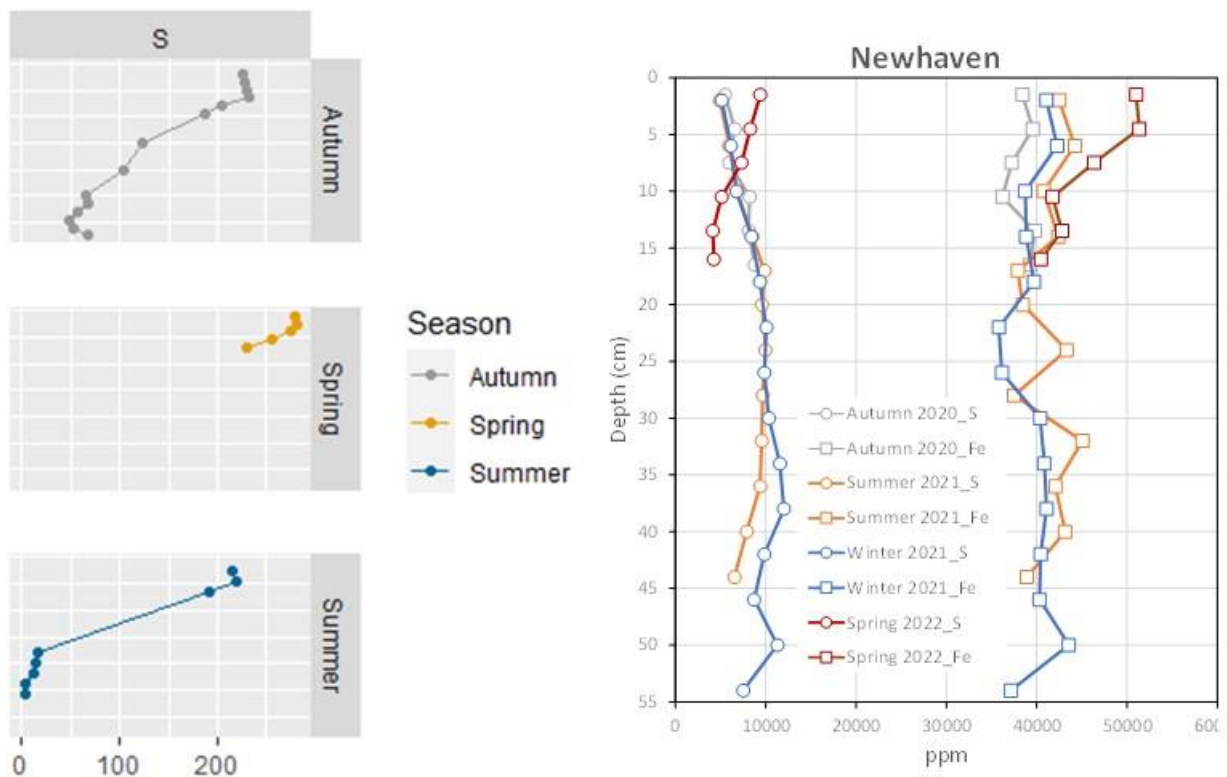 S
Autumn
Spring
Summer
0 100 200
Season
Autumn
Spring
Summer
Newhaven
0
5
10
15
20
25
30
35
40
45
50
55
Depth (cm)
Autumn 2020_S
Autumn 2020_Fe
Summer 2021_S
Summer 2021_Fe
Winter 2021_S
Winter 2021_Fe
Spring 2022_S
Spring 2022_Fe
0 10000 20000 30000 40000 50000
ppm